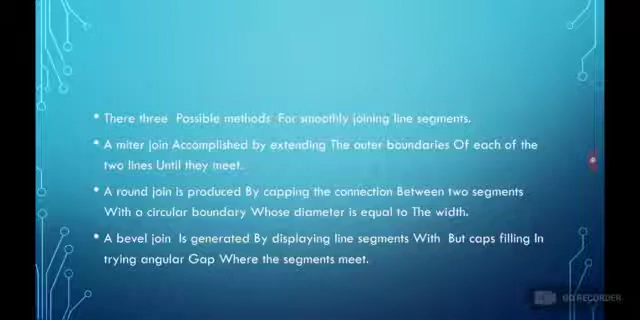 • There three Possible methods For smoothly joining line segments.
• A miter join Accomplished by extending The outer boundaries Of each of the
two lines Until they meet.
• A round join is produced By capping the connection Between two segments
With a circular boundary Whose diameter is equal to The width.
• A bevel join Is generated By displaying line segments With But caps filling In
trying angular Gap Where the segments meet.
GO RECORDER